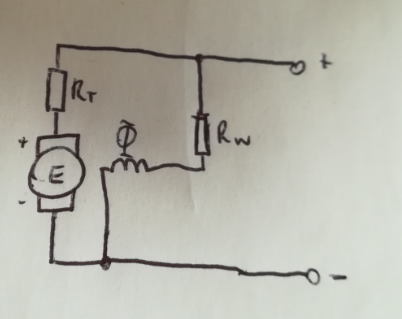 +
R_T
Φ
R_W
+
E
-
-